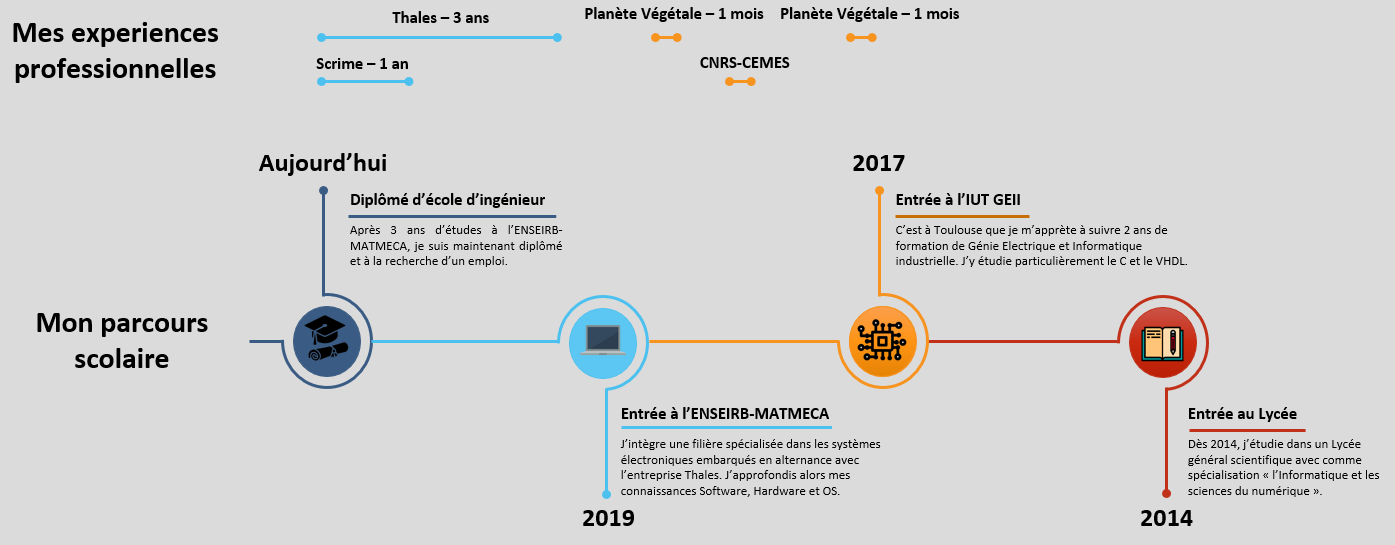 Mes experiences
professionnelles
Thales – 3 ans
Planète Végétale – 1 mois
Planète Végétale – 1 mois
Scrime – 1 an
CNRS-CEMES
Mon parcours
scolaire
Aujourd’hui
Diplômé d’école d’ingénieur
Après 3 ans d’études à l’ENSEIRB-
MATMECA, je suis maintenant diplômé
et à la recherche d’un emploi.
Entrée à l’ENSEIRB-MATMECA
J’intègre une filière spécialisée dans les systèmes
électroniques embarqués en alternance avec
l’entreprise Thales. J’approfondis alors mes
connaissances Software, Hardware et OS.
2019
2017
Entrée à l’IUT GEII
C’est à Toulouse que je m’apprète à suivre 2 ans de
formation de Génie Electrique et Informatique
industrielle. J’y étudie particulièrement le C et le VHDL.
Entrée au Lycée
Dès 2014, j’étudie dans un Lycée
général scientifique avec comme
spécialisation « l’Informatique et les
sciences du numérique ».
2014